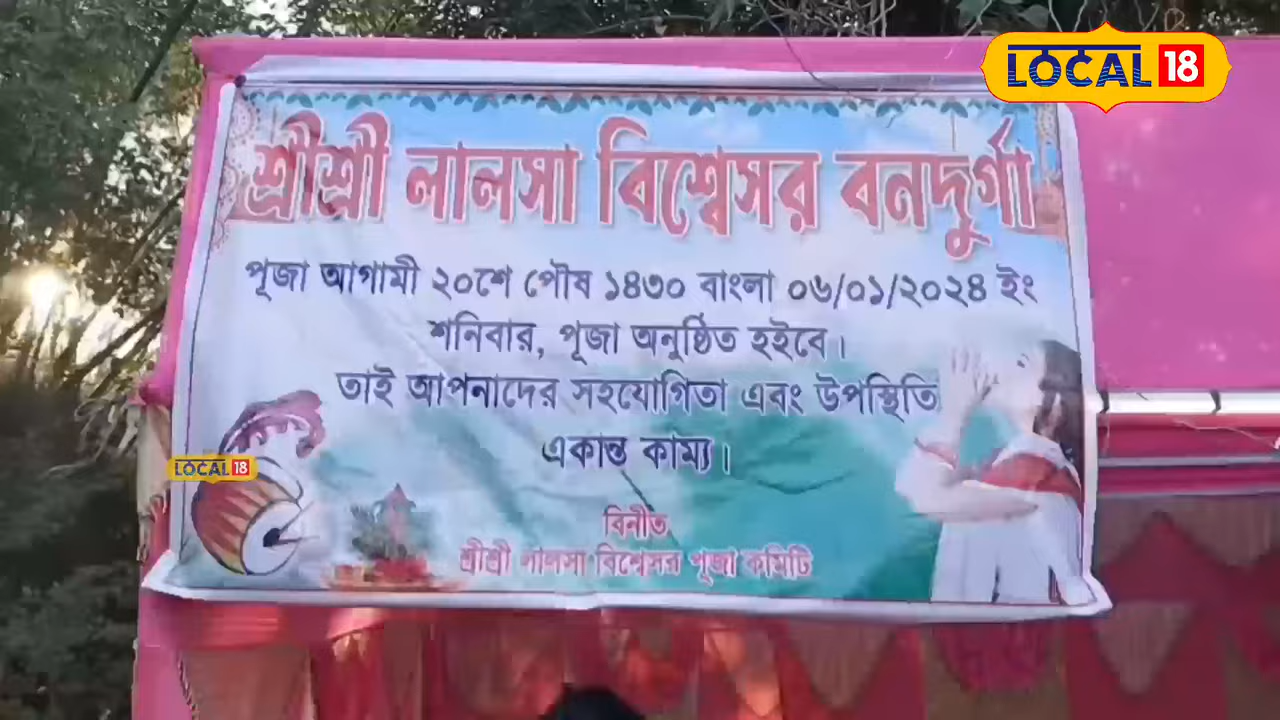 LOCAL 18
শ্রীশ্রী লালসা বিশ্বেসর বনদুর্গা
পূজা আগামী ২০শে পৌষ ১৪৩০ বাংলা ০৬/০১/২০২৪ ইং
শনিবার, পূজা অনুষ্ঠিত হইবে।
তাই আপনাদের সহযোগিতা এবং উপস্থিতি
একান্ত কাম্য।
LOCAL 18
বিনীত
শ্রীশ্রী লালসা বিশ্বেসর পূজা কমিটি